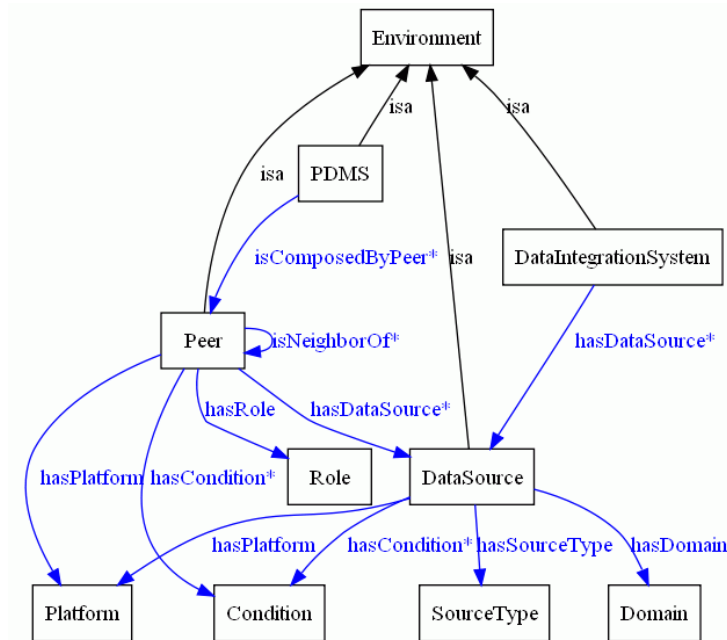 Environment
isa
isa
PDMS
isa
DataIntegrationSystem
isComposedByPeer*
isa
Peer
isNeighborOf*
hasDataSource*
hasRole
hasDataSource*
hasPlatform
hasCondition*
Role
DataSource
hasPlatform
hasCondition*
hasSourceType
hasDomain
Platform
Condition
SourceType
Domain